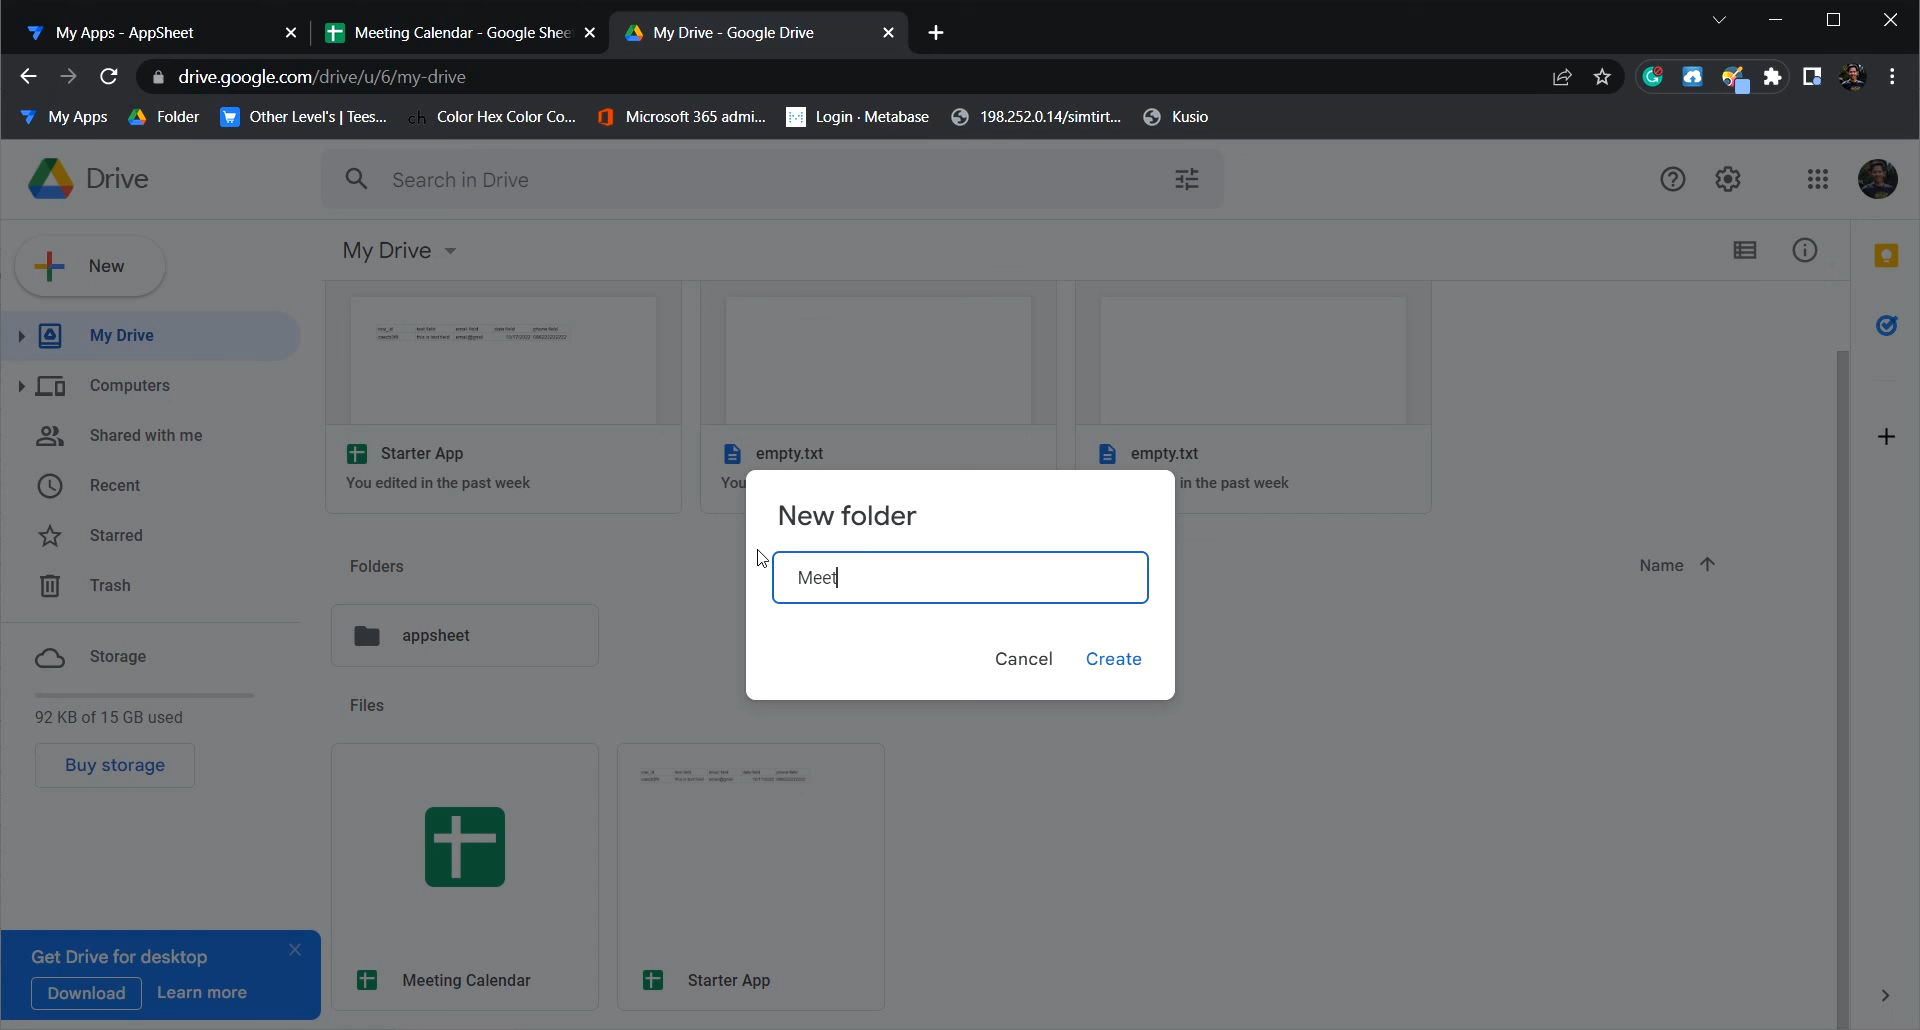 My Apps - AppSheet
Meeting Calendar - Google Shee
My Drive - Google Drive
drive.google.com/drive/u/6/my-drive
My Apps
Folder
Other Level's | Tees...
ch Color Hex Color Co...
Microsoft 365 admi...
Login · Metabase
198.252.0.14/simtirt...
Kusio
Drive
Search in Drive
New
My Drive
My Drive
Computers
Shared with me
Recent
Starred
Trash
Storage
92 KB of 15 GB used
Buy storage
Get Drive for desktop
Download
Learn more
Starter App
You edited in the past week
empty.txt
You
empty.txt
in the past week
New folder
Meet
Cancel
Create
Folders
Name
appsheet
Files
Meeting Calendar
Starter App